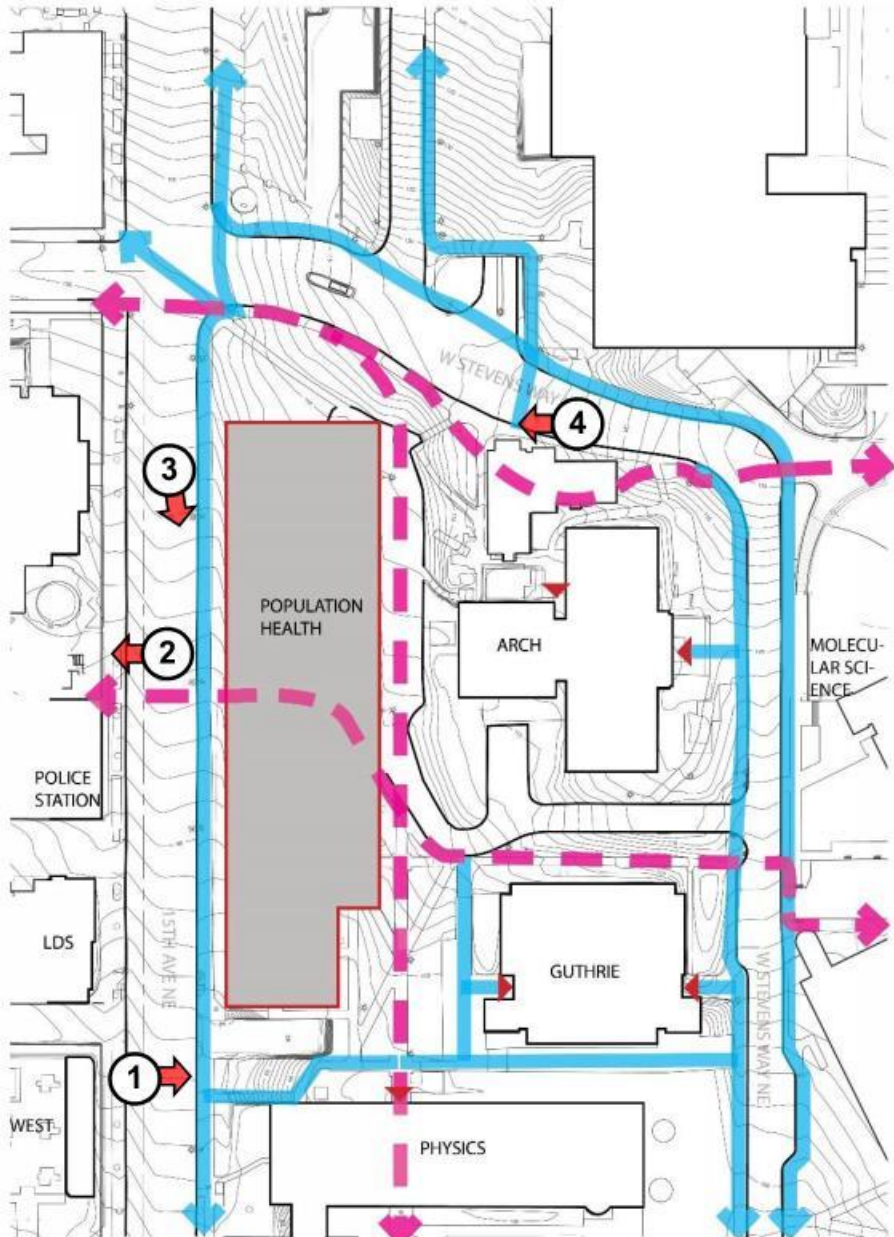 W STEVENS WAY
4
3
POPULATION
HEALTH
ARCH
2
MOLECU-
LAR SCI-
ENCE
POLICE
STATION
15TH AVE NE
LDS
GUTHRIE
W STEVENS WAY NE
1
WEST
PHYSICS